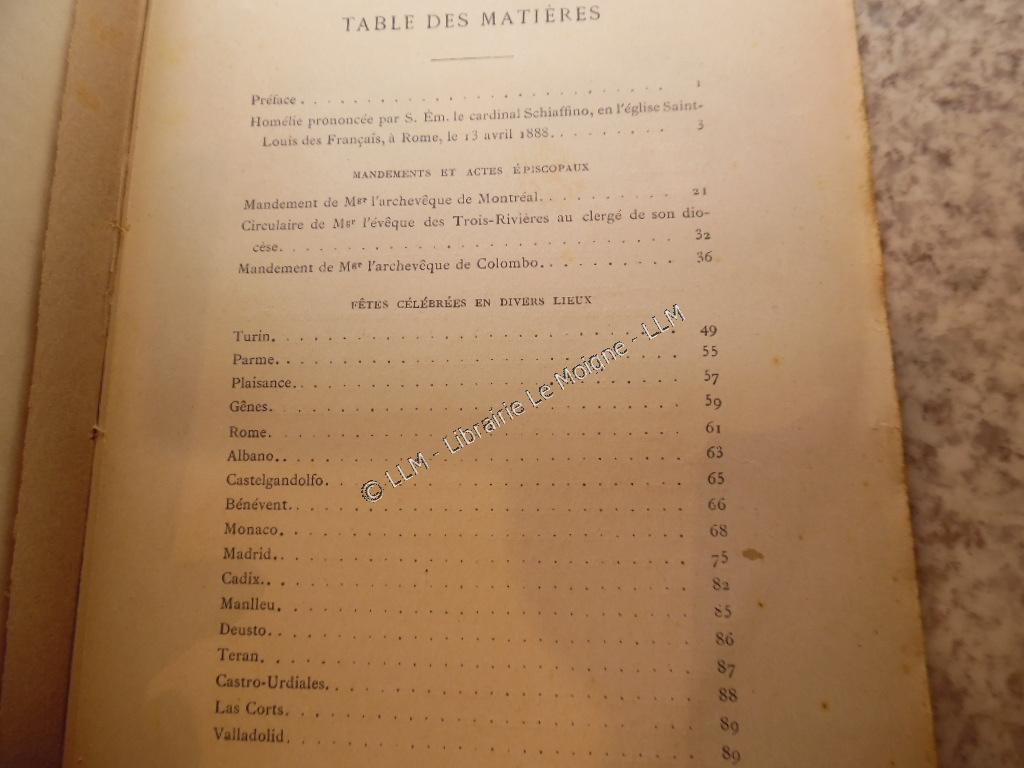 TABLE DES MATIÈRES
Préface . . . . . . . . . . . . . . . . . . . . 1
Homélie prononcée par S. Ém. le cardinal Schiaffino, en l'église Saint-
Louis des Français, à Rome, le 13 avril 1888. . . . . . . . . 3
MANDEMENTS ET ACTES ÉPISCOPAUX
Mandement de Mgr l'archevêque de Montréal. . . . . . . . . . 21
Circulaire de Mgr l'évêque des Trois-Rivières au clergé de son dio-
cèse. . . . . . . . . . . . . . . . . . . . 32
Mandement de Mgr l'archevêque de Colombo. . . . . . . . . . 36
FÊTES CÉLÉBRÉES EN DIVERS LIEUX
Turin. . . . . . . . . . . . . . . . . . . . 49
Parme. . . . . . . . . . . . . . . . . . . . 55
Plaisance. . . . . . . . . . . . . . . . . . . . 57
Gênes. . . . . . . . . . . . . . . . . . . . 59
Rome. . . . . . . . . . . . . . . . . . . . 61
Albano. . . . . . . . . . . . . . . . . . . . 63
Castelgandolfo. . . . . . . . . . . . . . . . . . . . 65
Bénévent. . . . . . . . . . . . . . . . . . . . 66
Monaco. . . . . . . . . . . . . . . . . . . . 68
Madrid. . . . . . . . . . . . . . . . . . . . 75
Cadix. . . . . . . . . . . . . . . . . . . . 82
Manlleu. . . . . . . . . . . . . . . . . . . . 85
Deusto. . . . . . . . . . . . . . . . . . . . 86
Teran. . . . . . . . . . . . . . . . . . . . 87
Castro-Urdiales. . . . . . . . . . . . . . . . . . . . 88
Las Corts. . . . . . . . . . . . . . . . . . . . 89
Valladolid. . . . . . . . . . . . . . . . . . . . 89
© LLM - Librairie Le Moigne - LLM